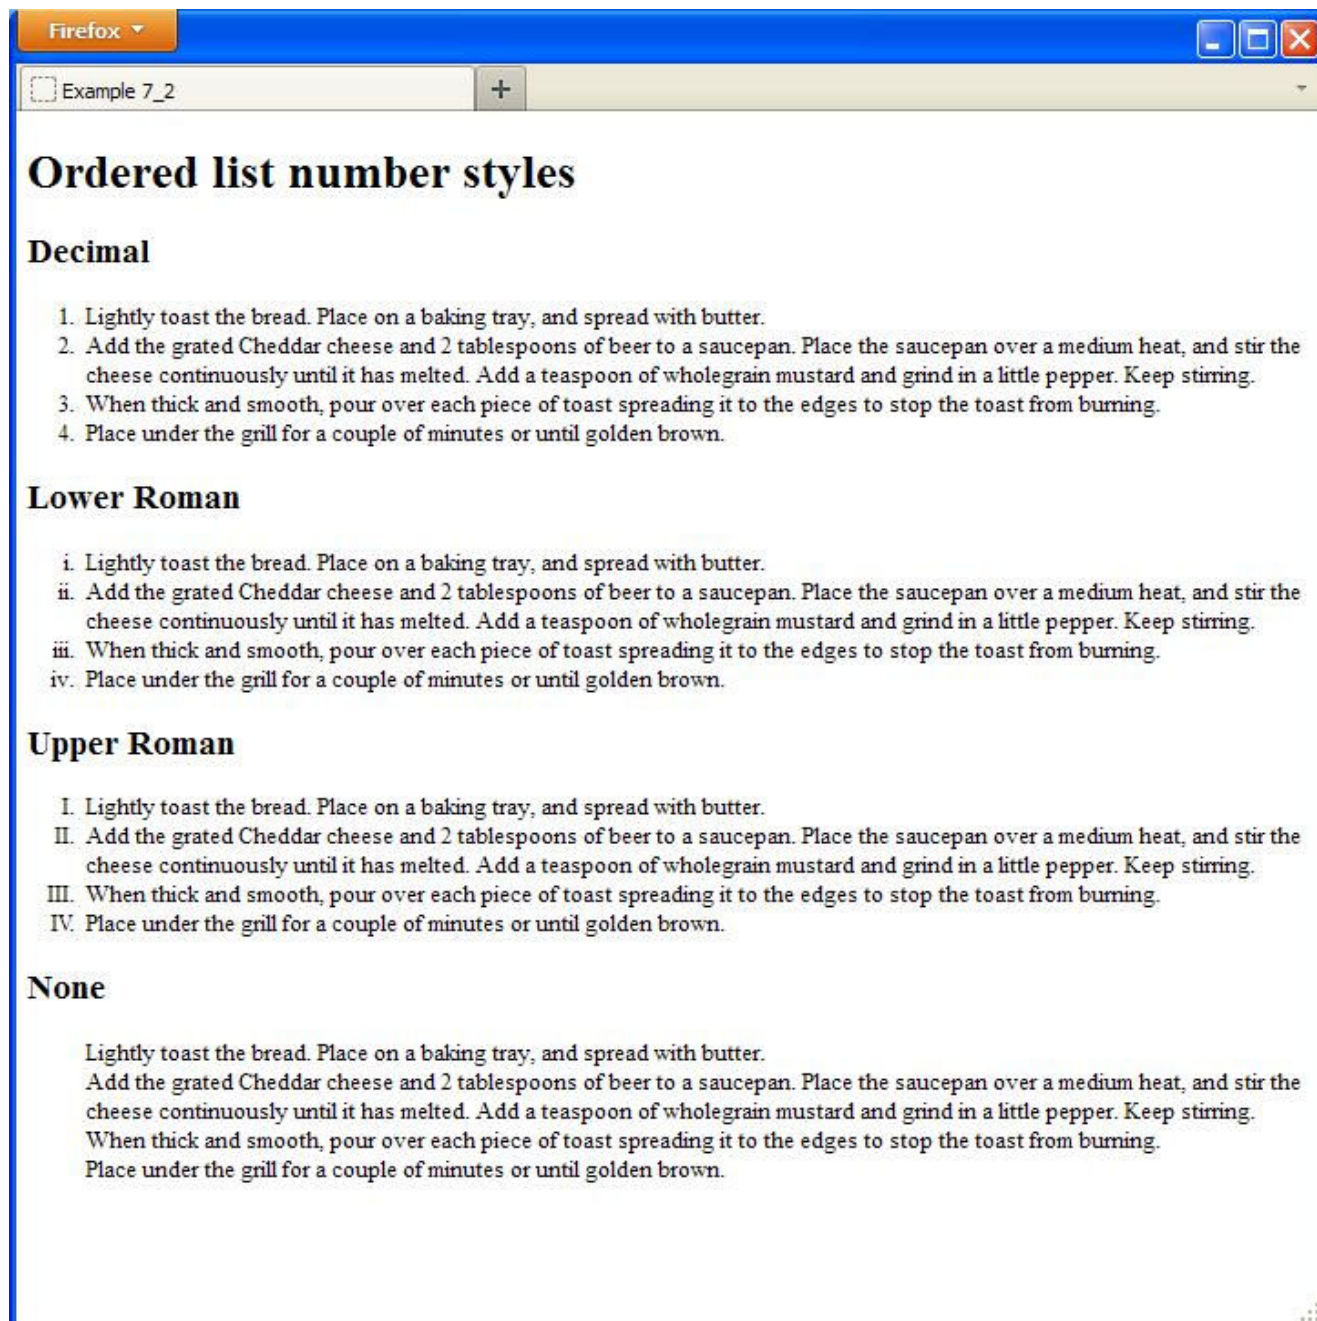 Firefox
Example 7_2
Ordered list number styles
Decimal
1. Lightly toast the bread. Place on a baking tray, and spread with butter.
2. Add the grated Cheddar cheese and 2 tablespoons of beer to a saucepan. Place the saucepan over a medium heat, and stir the
cheese continuously until it has melted. Add a teaspoon of wholegrain mustard and grind in a little pepper. Keep stirring.
3. When thick and smooth, pour over each piece of toast spreading it to the edges to stop the toast from burning.
4. Place under the grill for a couple of minutes or until golden brown.
Lower Roman
i. Lightly toast the bread. Place on a baking tray, and spread with butter.
ii. Add the grated Cheddar cheese and 2 tablespoons of beer to a saucepan. Place the saucepan over a medium heat, and stir the
cheese continuously until it has melted. Add a teaspoon of wholegrain mustard and grind in a little pepper. Keep stirring.
iii. When thick and smooth, pour over each piece of toast spreading it to the edges to stop the toast from burning.
iv. Place under the grill for a couple of minutes or until golden brown.
Upper Roman
I. Lightly toast the bread. Place on a baking tray, and spread with butter.
II. Add the grated Cheddar cheese and 2 tablespoons of beer to a saucepan. Place the saucepan over a medium heat, and stir the
cheese continuously until it has melted. Add a teaspoon of wholegrain mustard and grind in a little pepper. Keep stirring.
III. When thick and smooth, pour over each piece of toast spreading it to the edges to stop the toast from burning.
IV. Place under the grill for a couple of minutes or until golden brown.
None
Lightly toast the bread. Place on a baking tray, and spread with butter.
Add the grated Cheddar cheese and 2 tablespoons of beer to a saucepan. Place the saucepan over a medium heat, and stir the
cheese continuously until it has melted. Add a teaspoon of wholegrain mustard and grind in a little pepper. Keep stirring.
When thick and smooth, pour over each piece of toast spreading it to the edges to stop the toast from burning.
Place under the grill for a couple of minutes or until golden brown.